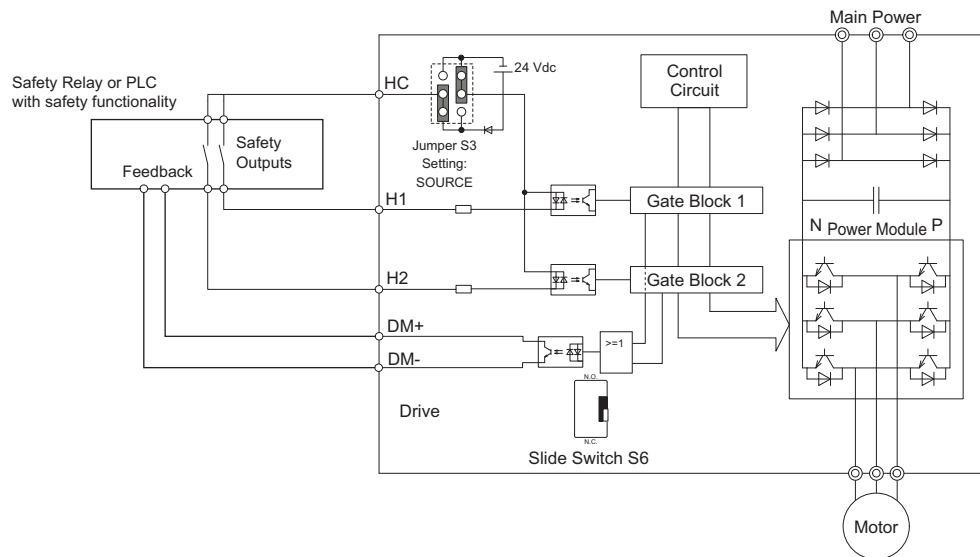 Main Power
Safety Relay or PLC
with safety functionality
HC
24 Vdc
Control
Circuit
Safety
Outputs
Feedback
Jumper S3
Setting:
SOURCE
H1
Gate Block 1
N
Power Module
P
H2
Gate Block 2
DM+
>=1
DM-
N.O.
Drive
N.C.
Slide Switch S6
Motor